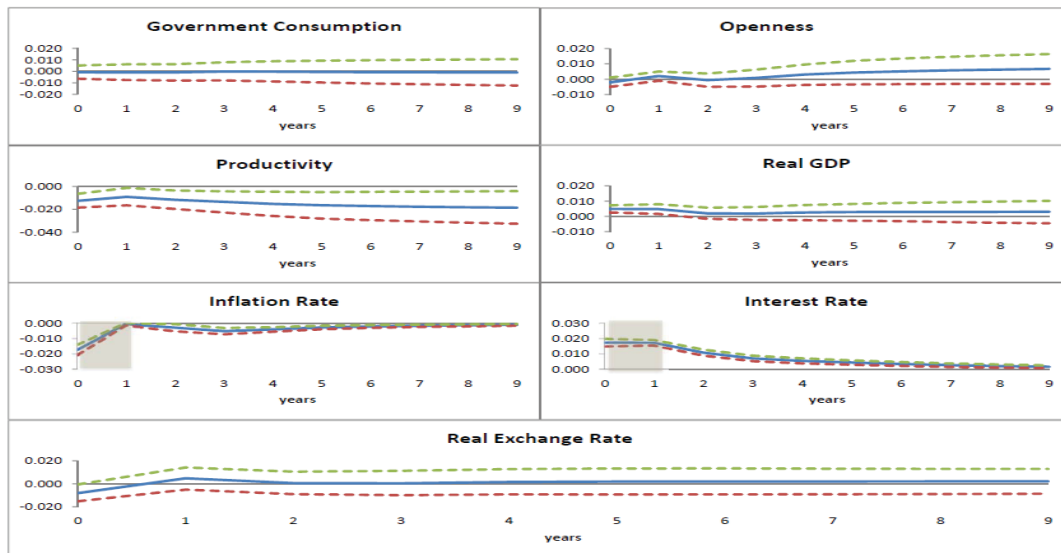 Government Consumption
0.020
0.010
0.000
-0.010
-0.020
0 1 2 3 4 5 6 7 8 9
years
Openness
0.020
0.010
0.000
-0.010
0 1 2 3 4 5 6 7 8 9
years
Productivity
0.000
-0.020
-0.040
0 1 2 3 4 5 6 7 8 9
years
Real GDP
0.020
0.010
0.000
-0.010
0 1 2 3 4 5 6 7 8 9
years
Inflation Rate
0.000
-0.010
-0.020
-0.030
0 1 2 3 4 5 6 7 8 9
years
Interest Rate
0.030
0.020
0.010
0.000
0 1 2 3 4 5 6 7 8 9
years
Real Exchange Rate
0.020
0.000
-0.020
0 1 2 3 4 5 6 7 8 9
years